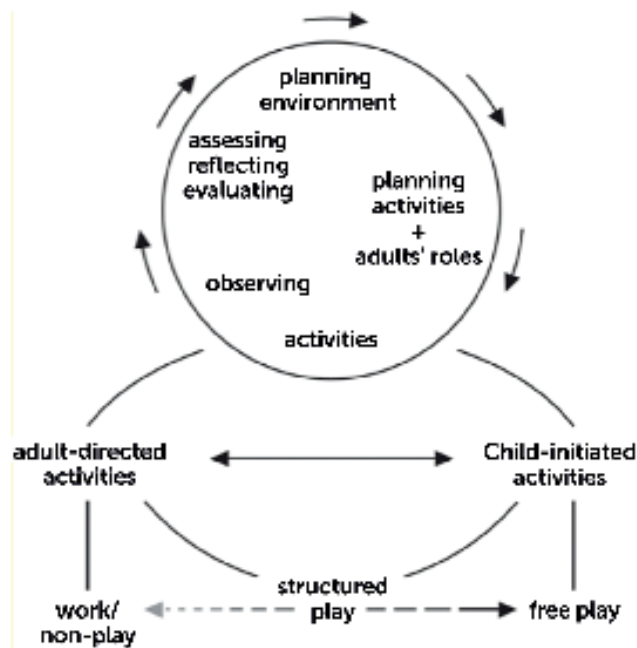 planning
environment
assessing
reflecting
evaluating
planning
activities
+
adults' roles
observing
activities
adult-directed
activities
Child-initiated
activities
structured
play
work/
non-play
free play